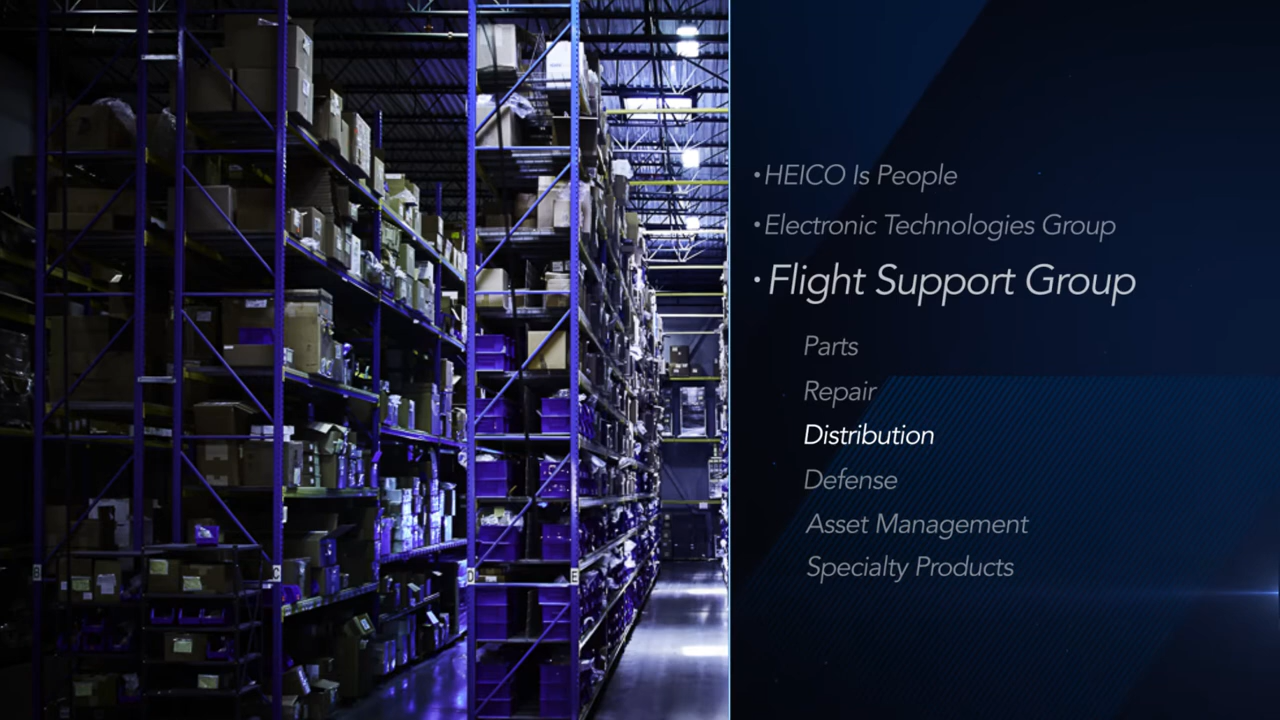 •HEICO Is People
•Electronic Technologies Group
•Flight Support Group
Parts
Repair
Distribution
Defense
Asset Management
Specialty Products
B
C
D
E